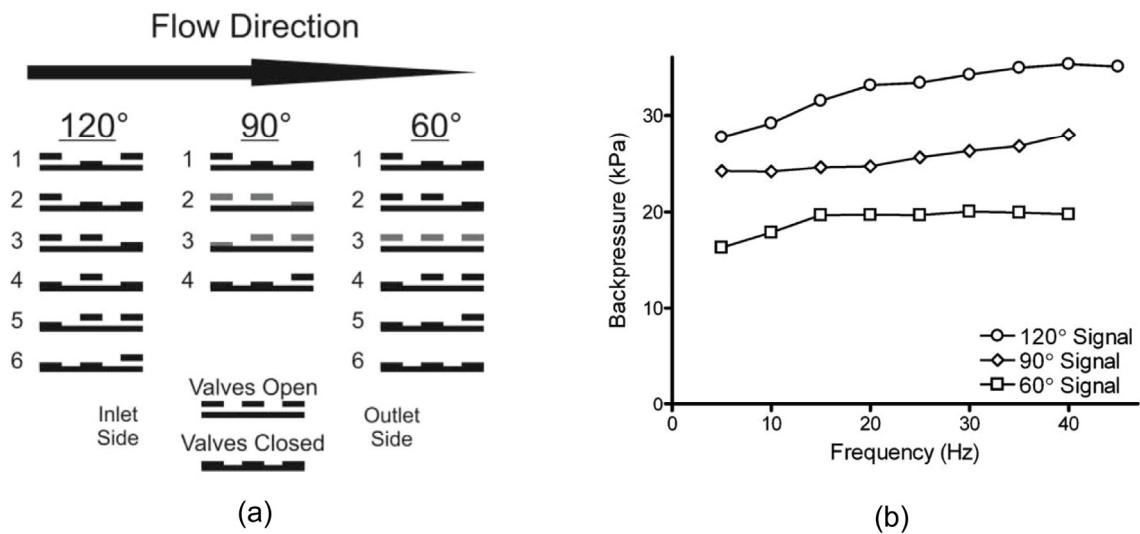 Flow Direction
120° 90° 60°
1 1 1
2 2 2
3 3 3
4 4 4
5 5
6 6
Valves Open
Inlet Side
Outlet Side
Valves Closed
(a)
Backpressure (kPa)
30
20
10
0
0 10 20 30 40
Frequency (Hz)
120° Signal
90° Signal
60° Signal
(b)